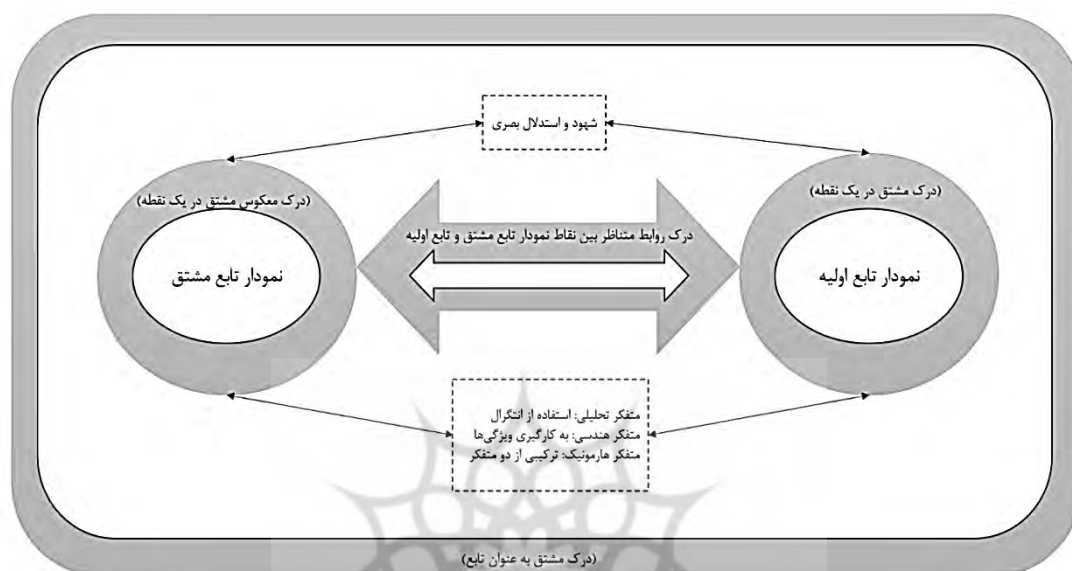 شهود و استدلال بصری
(درک مشتق در یک نقطه)
نمودار تابع اولیه
درک روابط متناظر بین نقاط نمودار تابع مشتق و تابع اولیه
(درک معکوس مشتق در یک نقطه)
نمودار تابع مشتق
متفکر تحلیلی: استفاده از انتگرال
متفکر هندسی: به کارگیری ویژگی‌ها
متفکر هارمونیک: ترکیبی از دو متفکر
(درک مشتق به عنوان تابع)